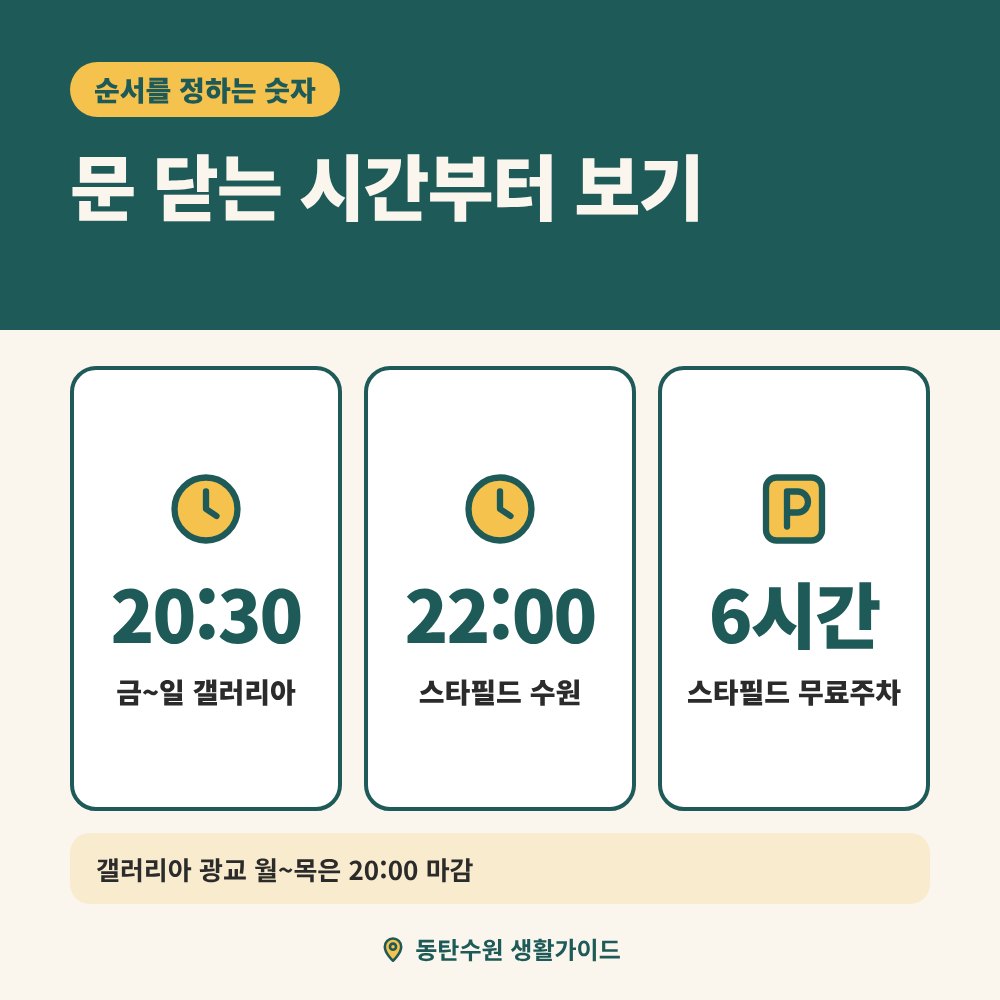 순서를 정하는 숫자
문 닫는 시간부터 보기
20:30
금~일 갤러리아
22:00
스타필드 수원
P
6시간
스타필드 무료주차
갤러리아 광교 월~목은 20:00 마감
동탄수원 생활가이드